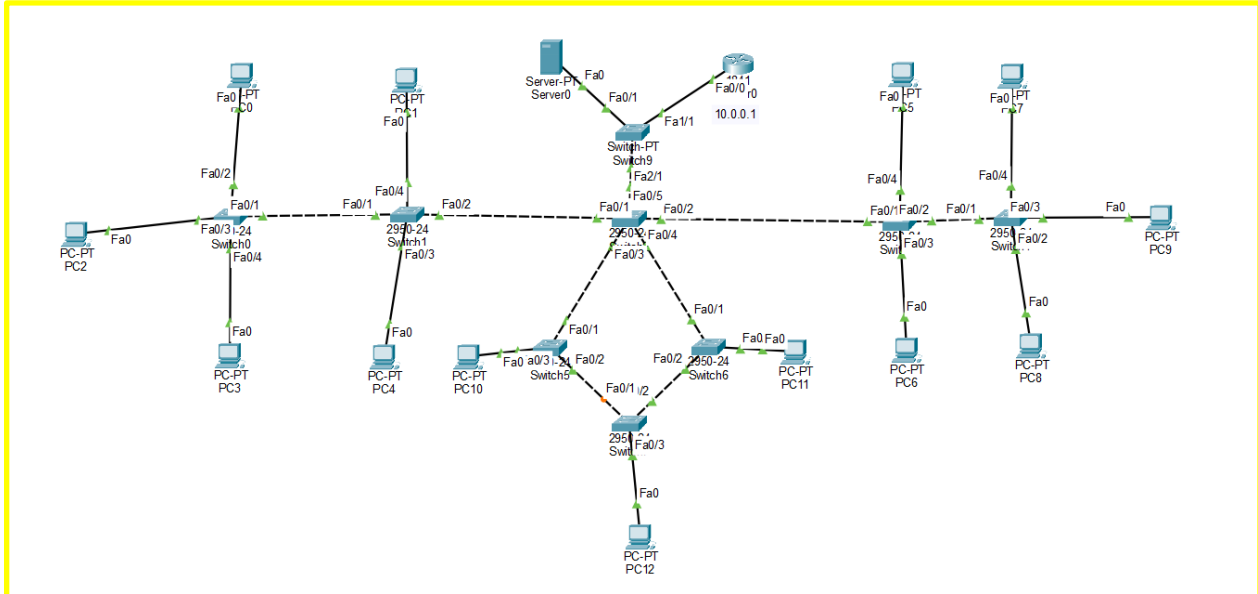 Fa0
PC-PT
PC-PT
PC1
Fa0
Fa0
Server-PT
Server0
Fa0/1
Fa0/0
10.0.0.1
Fa1/1
Switch-PT
Switch9
Fa2/1
Fa0/5
Fa0
Fa0
Fa0/2
Fa0/1
Fa0/3
Switch0
Fa0/4
Fa0
PC-PT
PC2
Fa0
PC-PT
PC3
Fa0/4
Fa0/1
Fa0/2
2950-24
Switch1
Fa0/3
PC-PT
PC4
Fa0/1
Fa0/2
Fa0/4
Fa0/3
Fa0/4
Fa0/1
Fa0/2
Fa0/3
Fa0
PC-PT
PC6
Fa0/4
Fa0/1
Fa0/3
Fa0/2
Fa0
PC-PT
PC9
Fa0
PC-PT
PC8
Fa0/1
Fa0/2
Switch5
Fa0
PC-PT
PC10
Fa0/1
Fa0/2
2950-24
Switch6
Fa0
Fa0
PC-PT
PC11
Fa0/1
Fa0/3
Fa0
PC-PT
PC12